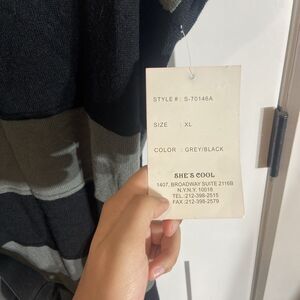 STYLE # : S-70146A
SIZE : XL
COLOR : GREY/BLACK
SHE'S COOL
1407, BROADWAY SUITE 2116B
N.Y.N.Y. 10018
TEL:212-398-2515
FAX:212-398-2579